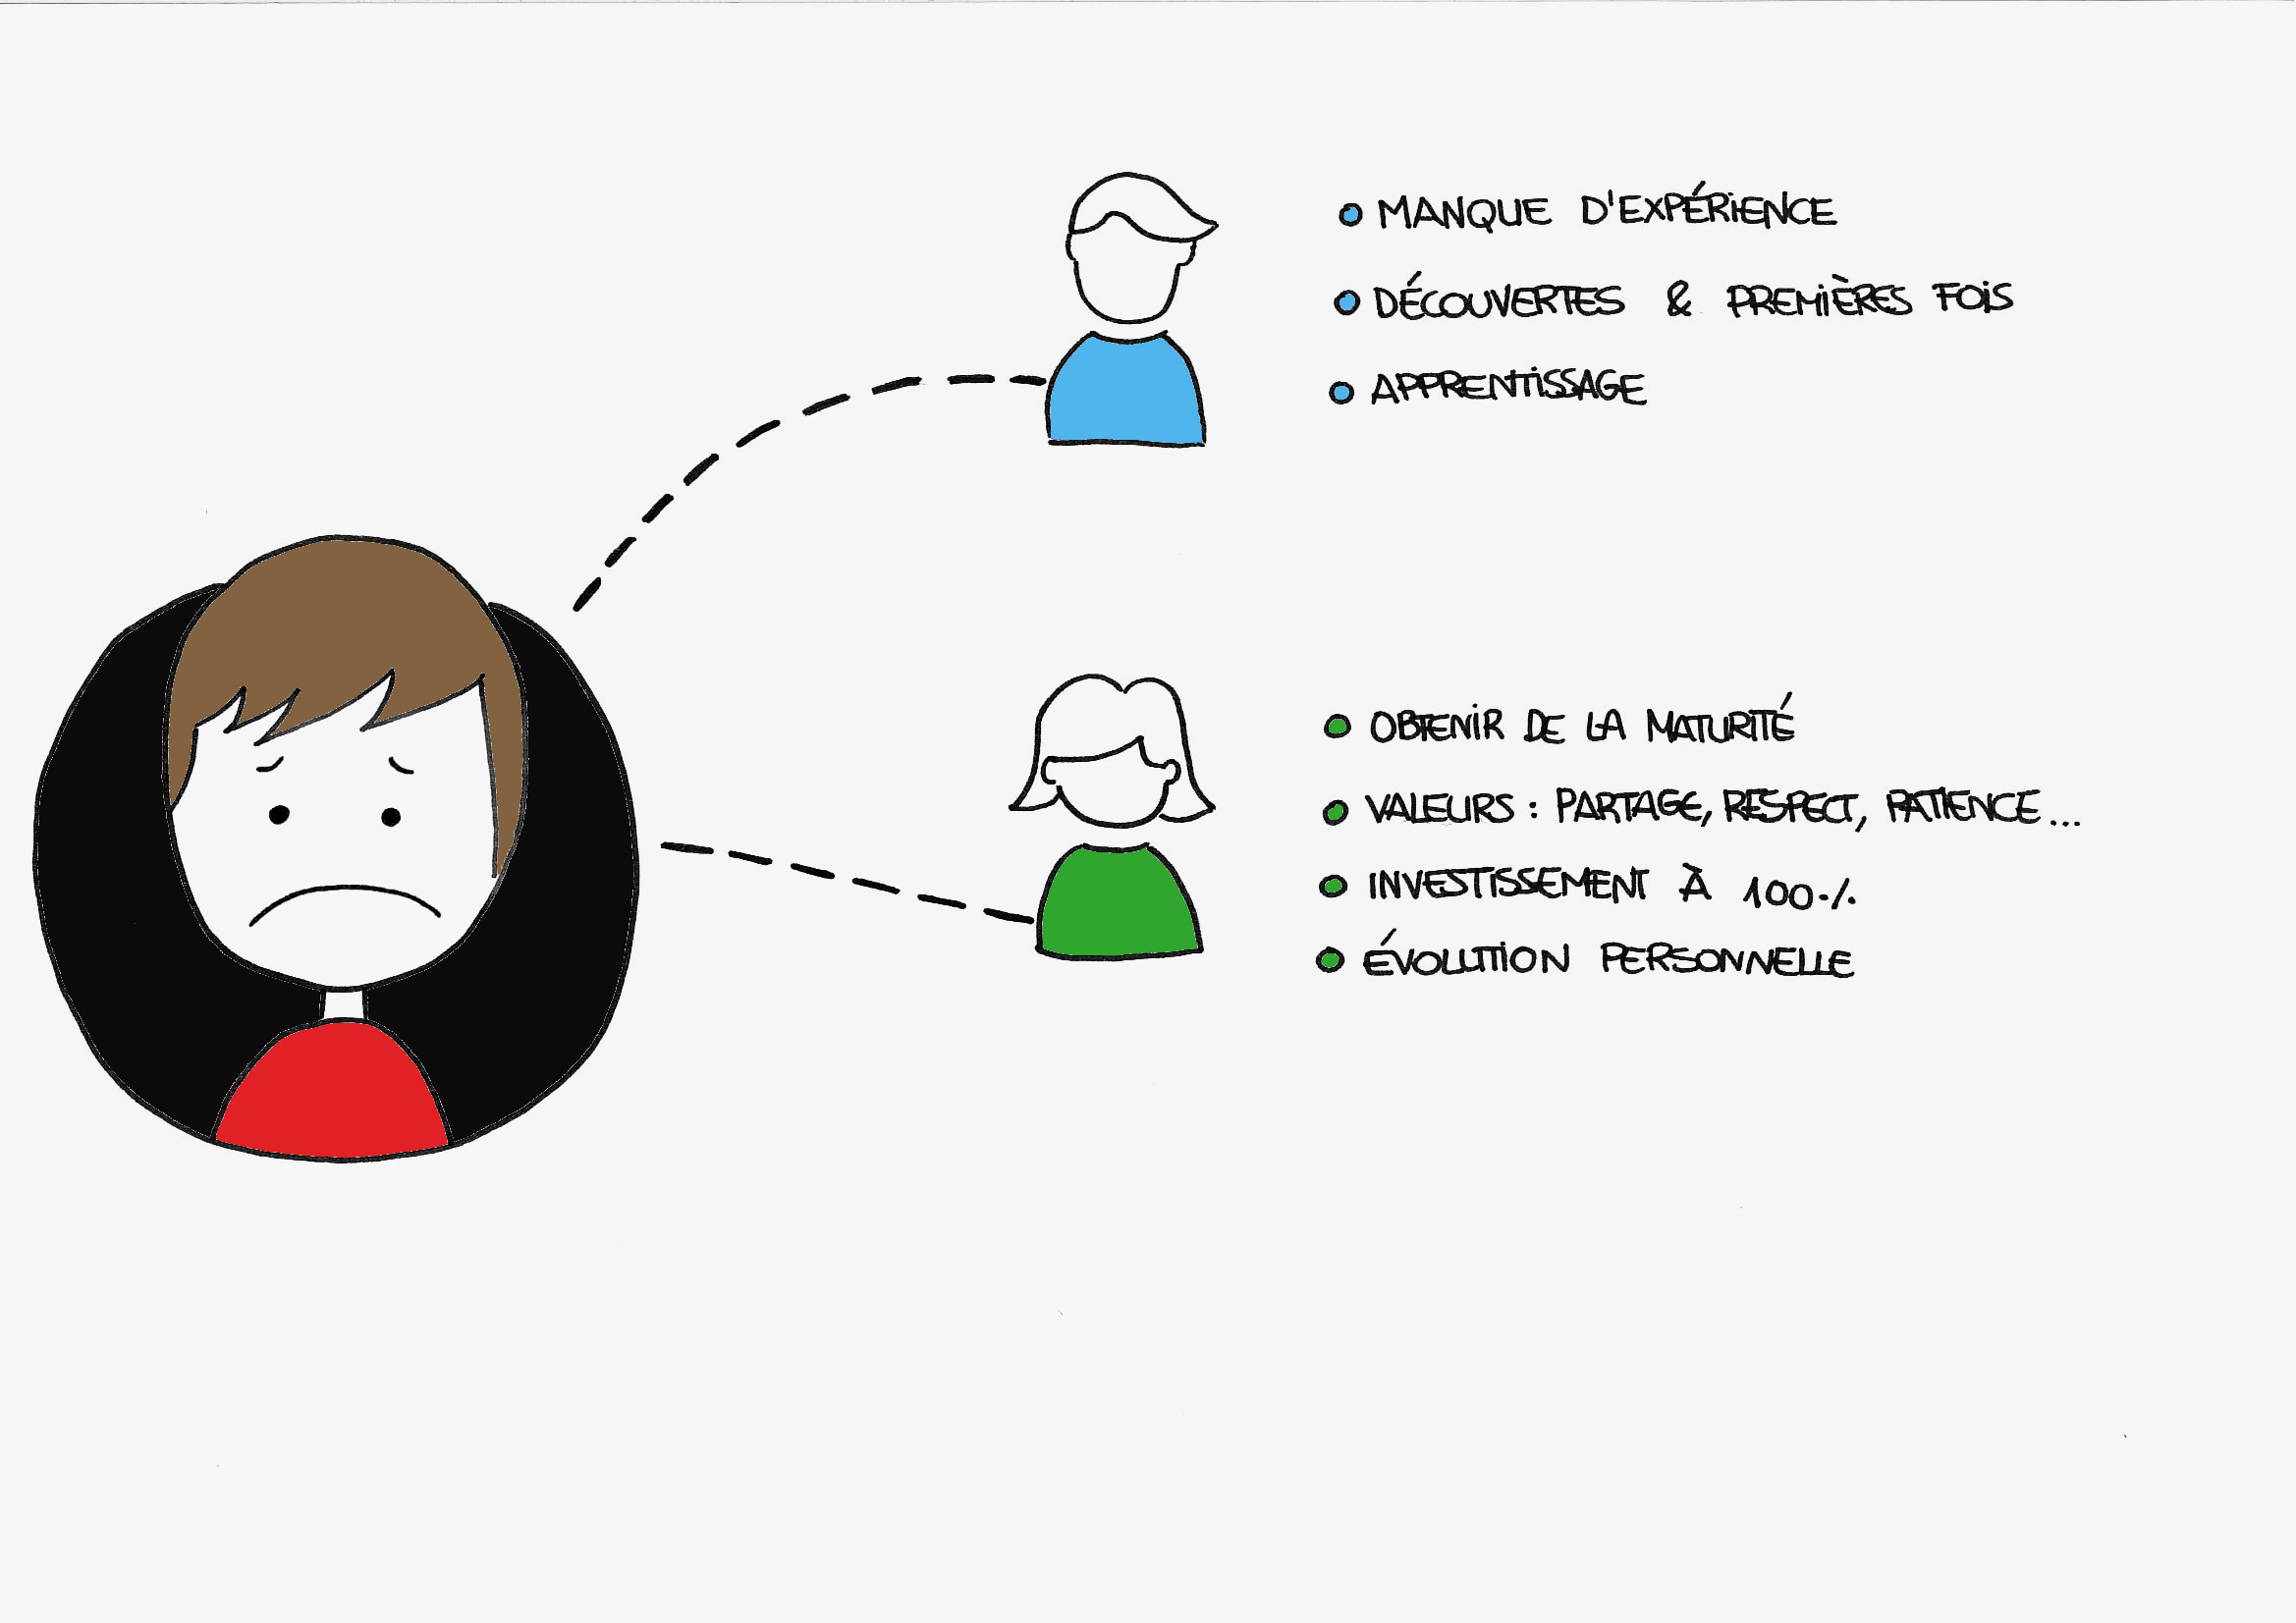 MANQUE D'EXPÉRIENCE
DÉCOUVERTES & PREMIÈRES FOIS
APPRENTISSAGE
OBTENIR DE LA MATURITÉ
VALEURS : PARTAGE, RESPECT, PATIENCE...
INVESTISSEMENT À 100%
ÉVOLUTION PERSONNELLE